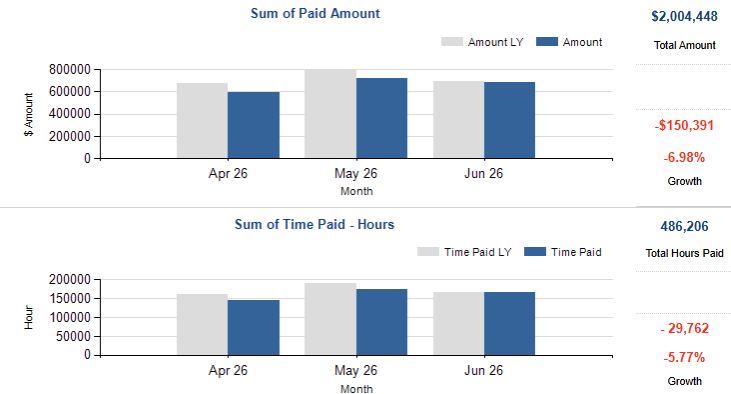 Sum of Paid Amount
Amount LY
Amount
$ Amount
800000
600000
400000
200000
0
Apr 26
May 26
Jun 26
Month
$2,004,448
Total Amount
-$150,391
-6.98%
Growth
Sum of Time Paid - Hours
Time Paid LY
Time Paid
Hour
200000
150000
100000
50000
0
Apr 26
May 26
Jun 26
Month
486,206
Total Hours Paid
- 29,762
-5.77%
Growth